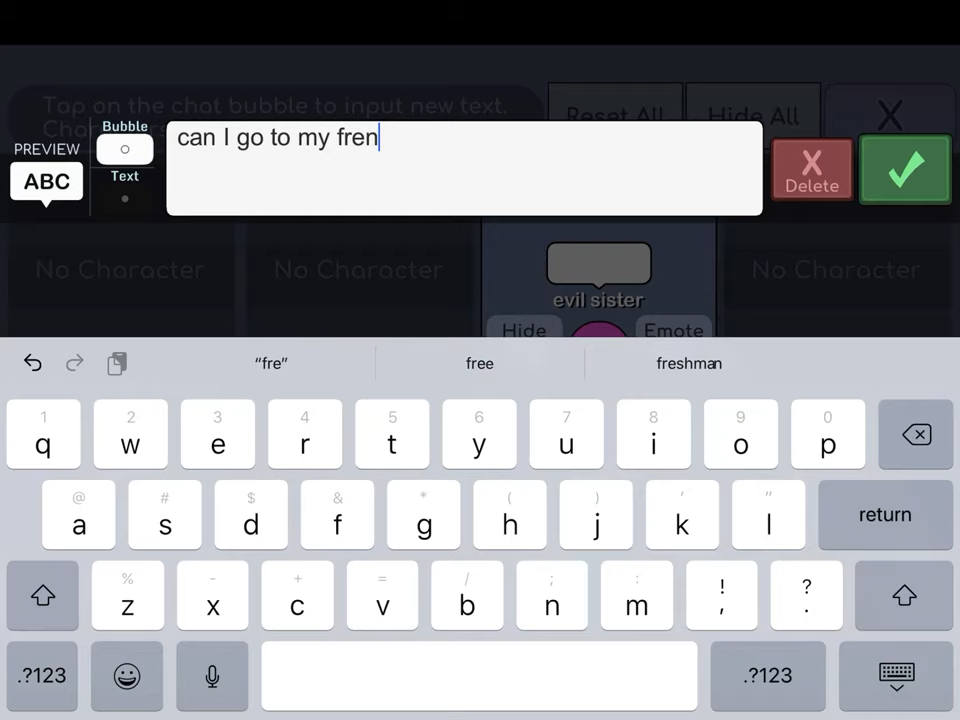 Tap on the chat bubble to input new text.
Reset All
Hide All
X
Bubble
PREVIEW
ABC
Text
can I go to my fren
X
Delete
No Character
No Character
No Character
evil sister
Hide
Emote
“fre”
free
freshman
1 2 3 4 5 6 7 8 9 0
q w e r t y u i o p
@ # $ & * ( ) ' "
a s d f g h j k l return
% - + = / ; : ! ?
z x c v b n m , .
.?123
.?123